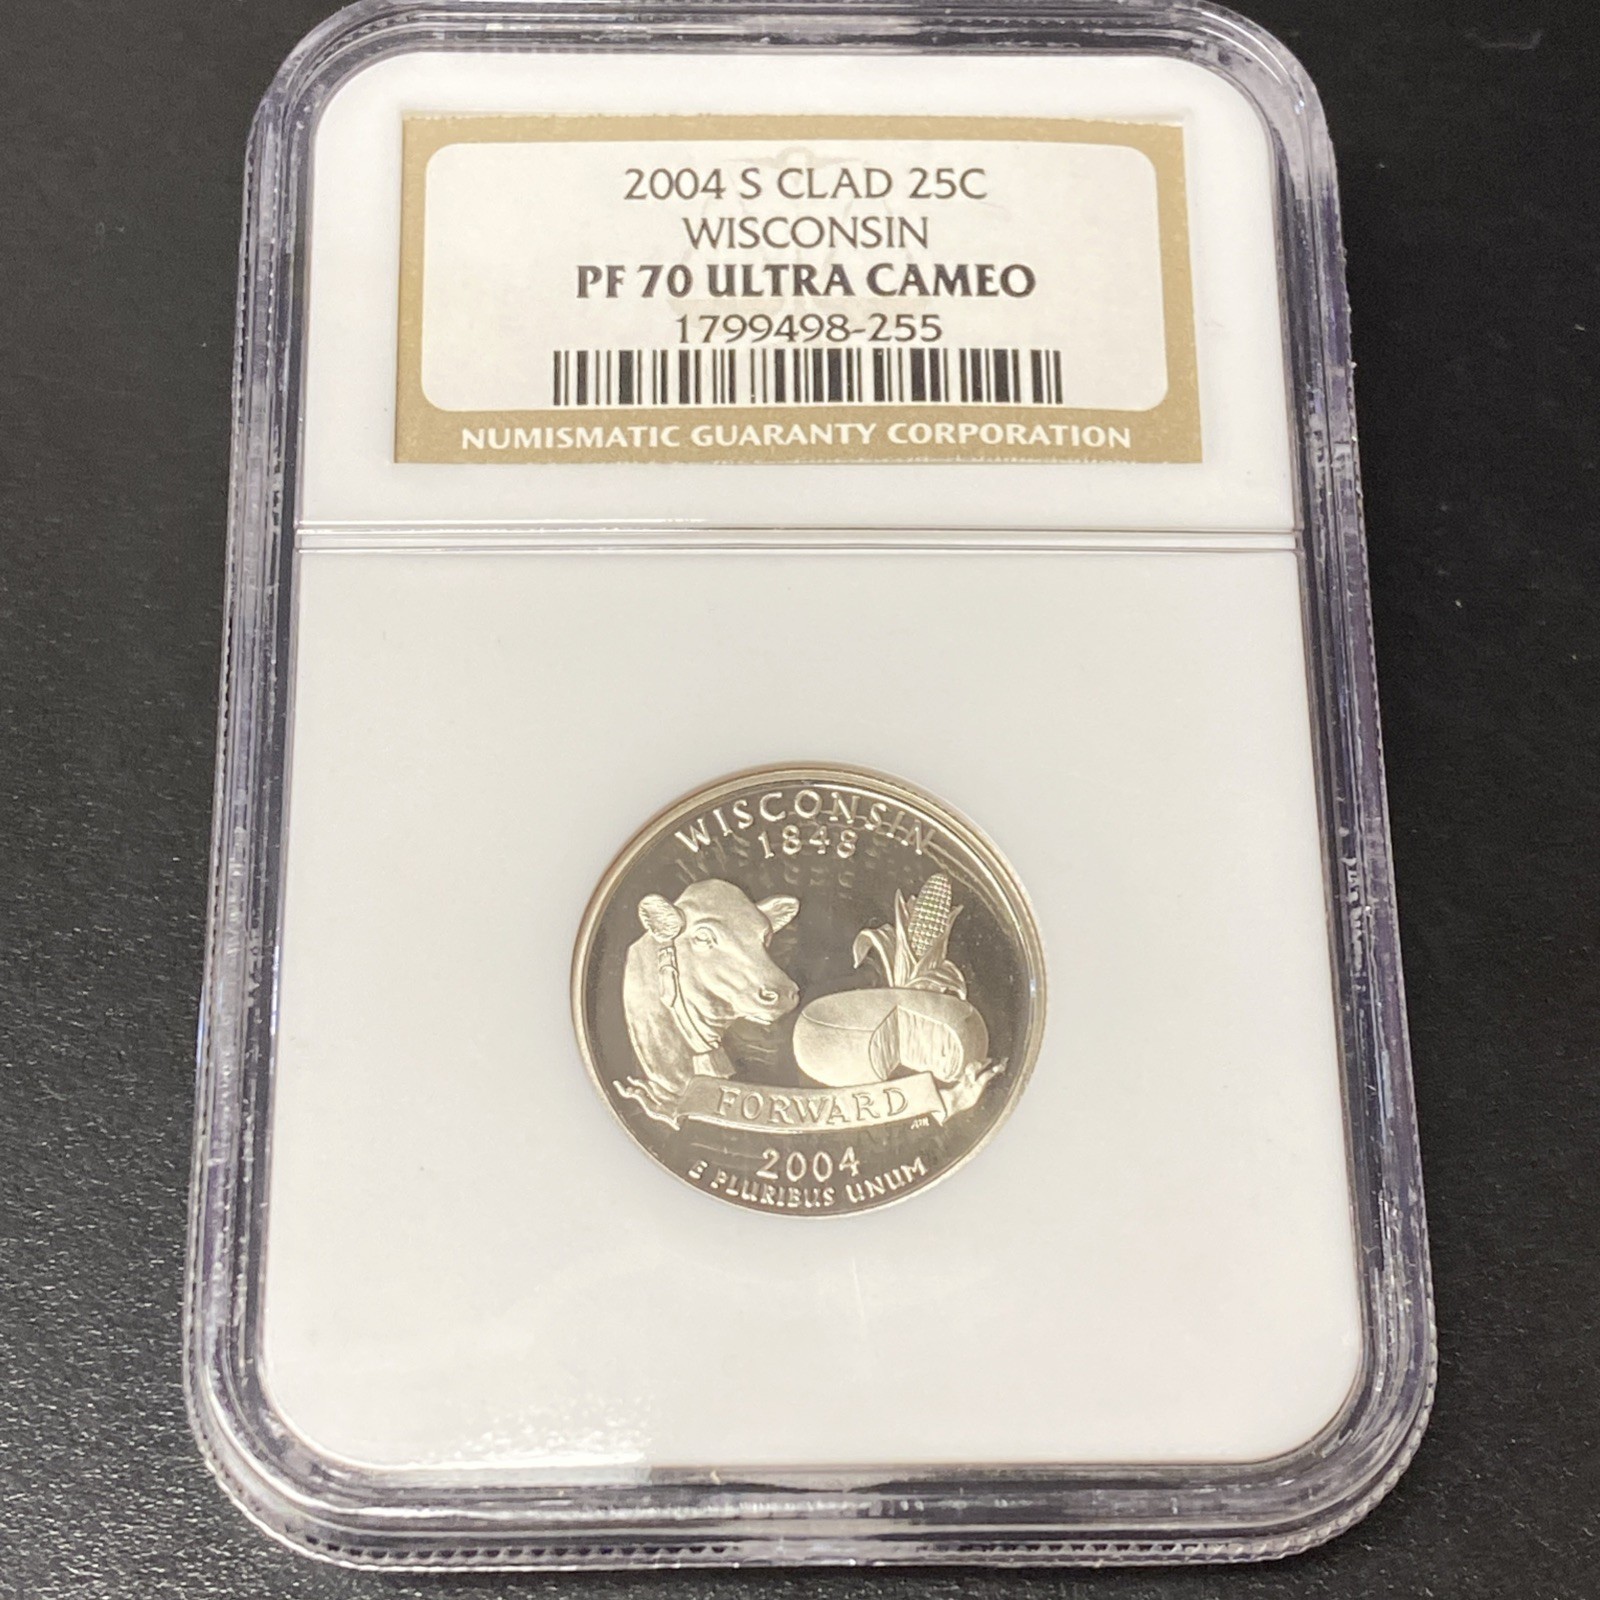 2004 S CLAD 25C
WISCONSIN
PF 70 ULTRA CAMEO
1799498-255
NUMISMATIC GUARANTY CORPORATION
WISCONSIN
1848
FORWARD
2004
E PLURIBUS UNUM